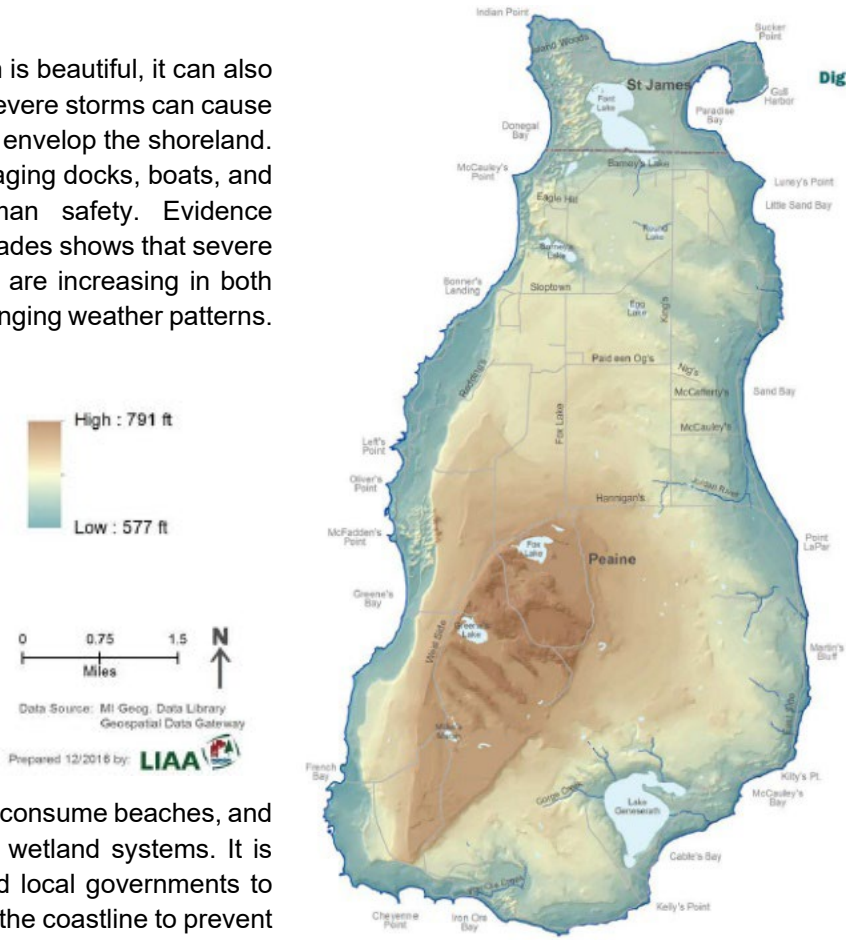 is beautiful, it can also
evere storms can cause
envelop the shoreland.
aging docks, boats, and
man safety. Evidence
ades shows that severe
are increasing in both
nging weather patterns.
High : 791 ft
Low : 577 ft
0 0.75 1.5
Miles
N
Data Source: MI Geog. Data Library
Geospatial Data Gateway
Prepared 12/2016 by: LIAA
consume beaches, and
wetland systems. It is
d local governments to
the coastline to prevent
Dig
Indian Point
Sucker
Point
St James
Font
Lake
Gull
Harbor
Paradise
Bay
Donegal
Bay
McCauley's
Point
Barney's Lake
Luney's Point
Little Sand Bay
Eagle Hill
Round
Lake
Barney's
Lake
Bonner's
Landing
Sloptown
Egg
Lake
King's
Paid een Og's
Nig's
Redding's
McCafferty's
Sand Bay
Fox Lake
McCauley's
Left's
Point
Oliver's
Point
Jordan River
Hannigan's
McFadden's
Point
Point
LaPar
Fox
Lake
Peaine
Greene's
Bay
Greene's
Lake
West Side
Martin's
Bluff
East Side
French
Bay
Kilty's Pt.
McCauley's
Bay
Lake
Geneserath
Cable's Bay
Kelly's Point
Cheyenne
Point
Iron Ore
Bay